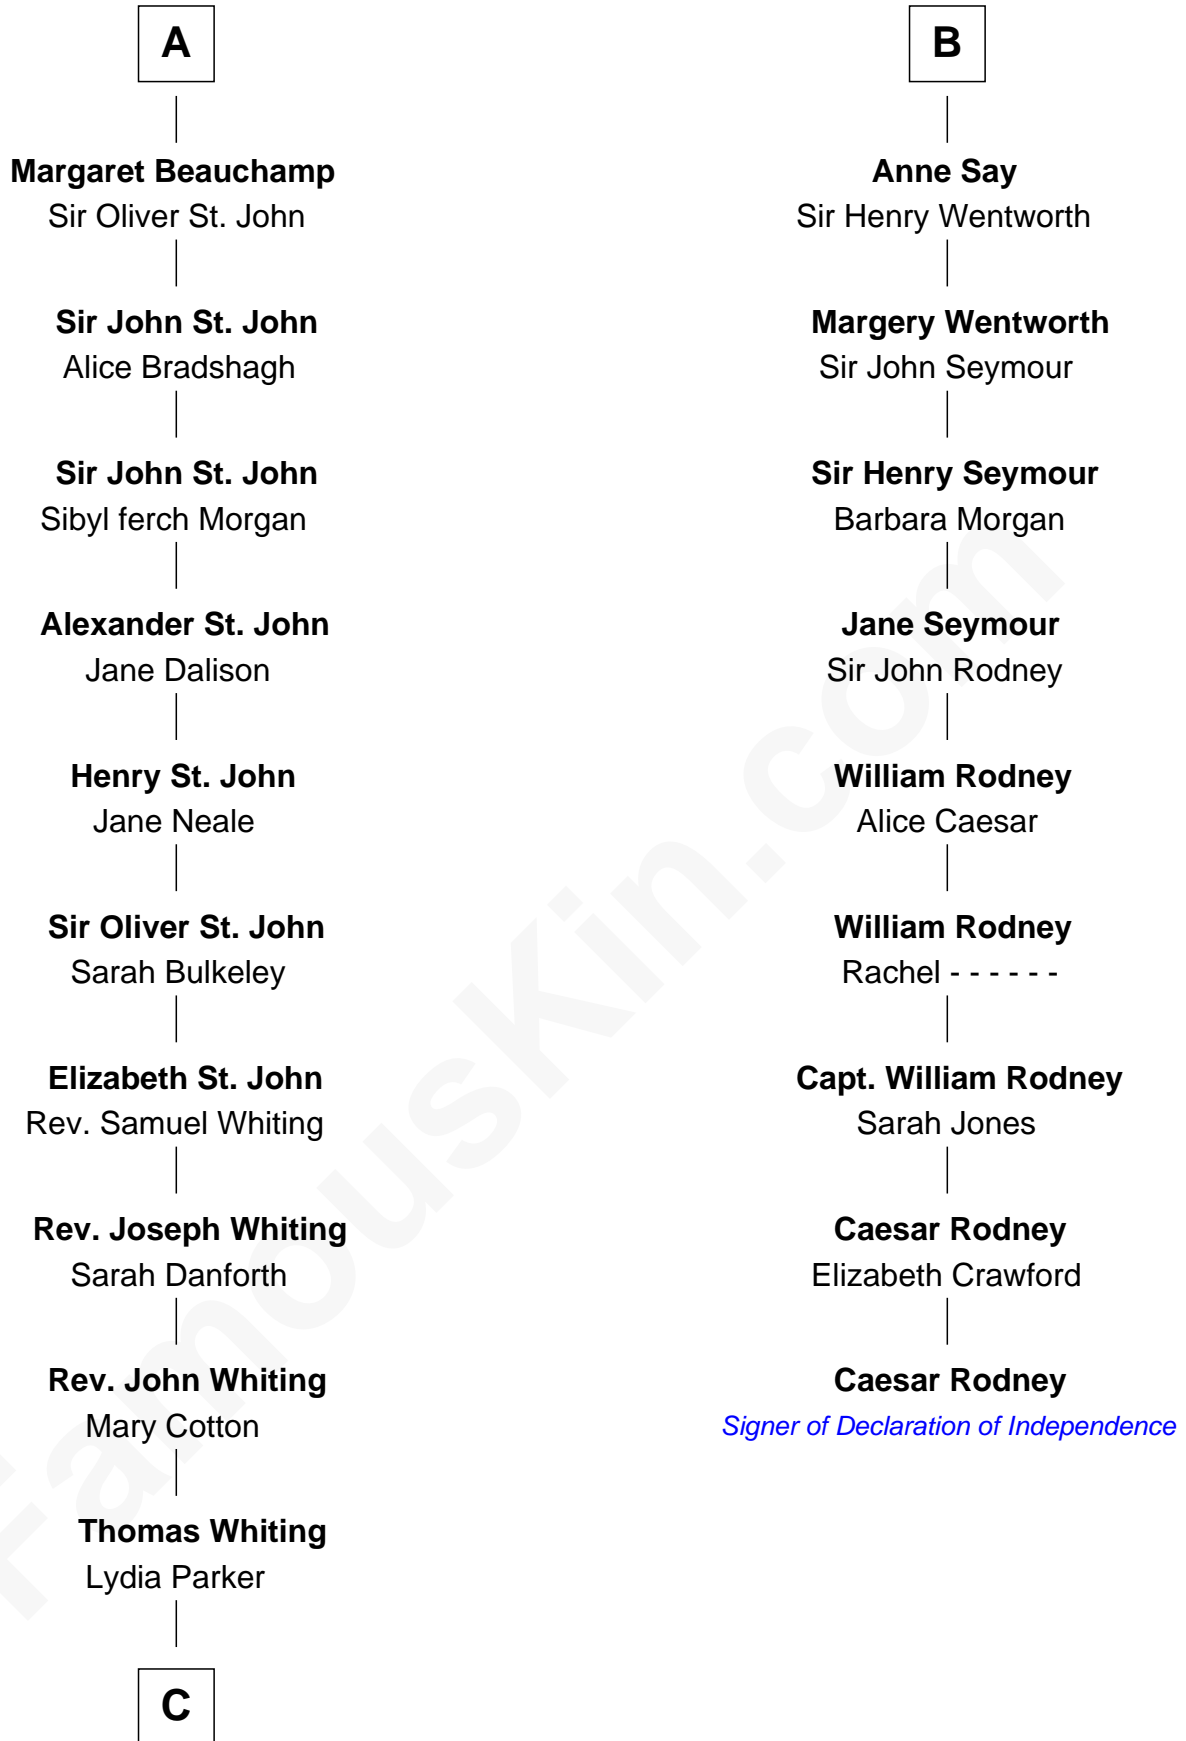 A
Margaret Beauchamp
Sir Oliver St. John
Sir John St. John
Alice Bradshagh
Sir John St. John
Sibyl ferch Morgan
Alexander St. John
Jane Dalison
Henry St. John
Jane Neale
Sir Oliver St. John
Sarah Bulkeley
Elizabeth St. John
Rev. Samuel Whiting
Rev. Joseph Whiting
Sarah Danforth
Rev. John Whiting
Mary Cotton
Thomas Whiting
Lydia Parker
C
B
Anne Say
Sir Henry Wentworth
Margery Wentworth
Sir John Seymour
Sir Henry Seymour
Barbara Morgan
Jane Seymour
Sir John Rodney
William Rodney
Alice Caesar
William Rodney
Rachel - - - - - -
Capt. William Rodney
Sarah Jones
Caesar Rodney
Elizabeth Crawford
Caesar Rodney
Signer of Declaration of Independence
FamousKin.com